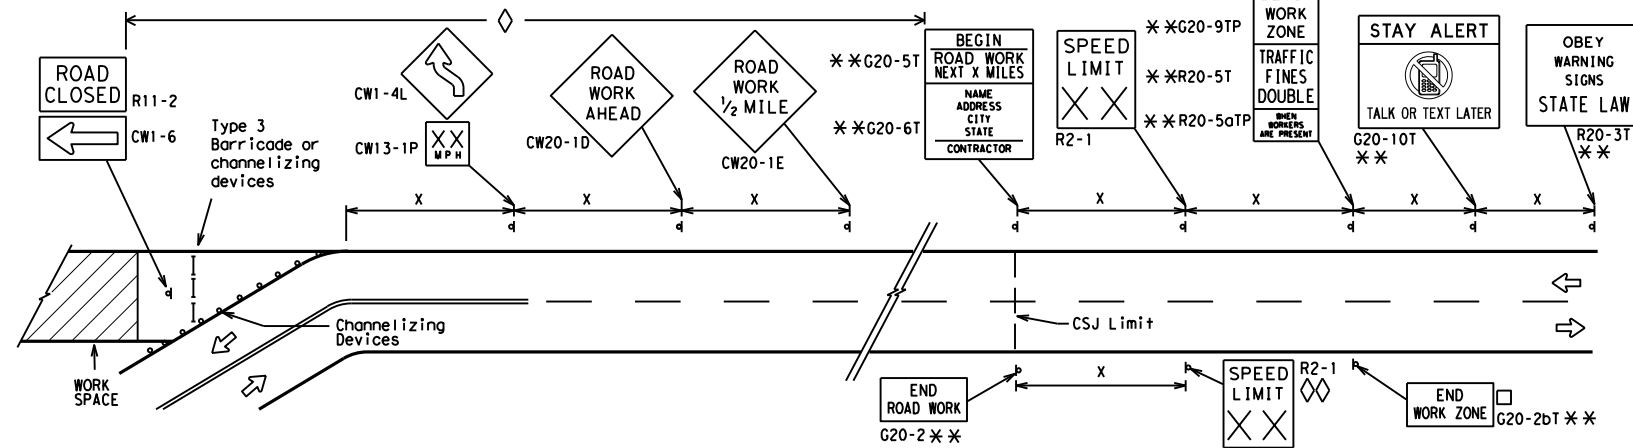 ROAD
CLOSED
R11-2
CW1-6
Type 3
Barricade or
channelizing
devices
CW1-4L
CW13-1P
XX
MPH
ROAD
WORK
AHEAD
CW20-1D
ROAD
WORK
1/2 MILE
CW20-1E
**G20-5T
**G20-6T
BEGIN
ROAD WORK
NEXT X MILES
NAME
ADDRESS
CITY
STATE
CONTRACTOR
SPEED
LIMIT
XX
R2-1
**G20-9TP
**R20-5T
**R20-5aTP
WORK
ZONE
TRAFFIC
FINES
DOUBLE
WHEN
WORKERS
ARE PRESENT
STAY ALERT
TALK OR TEXT LATER
G20-10T
**
OBEY
WARNING
SIGNS
STATE LAW
R20-3T
**
X
X
X
X
X
X
X
Channelizing
Devices
WORK
SPACE
CSJ Limit
X
END
ROAD WORK
G20-2**
SPEED
LIMIT
XX
R2-1
END
WORK ZONE
G20-2bT**